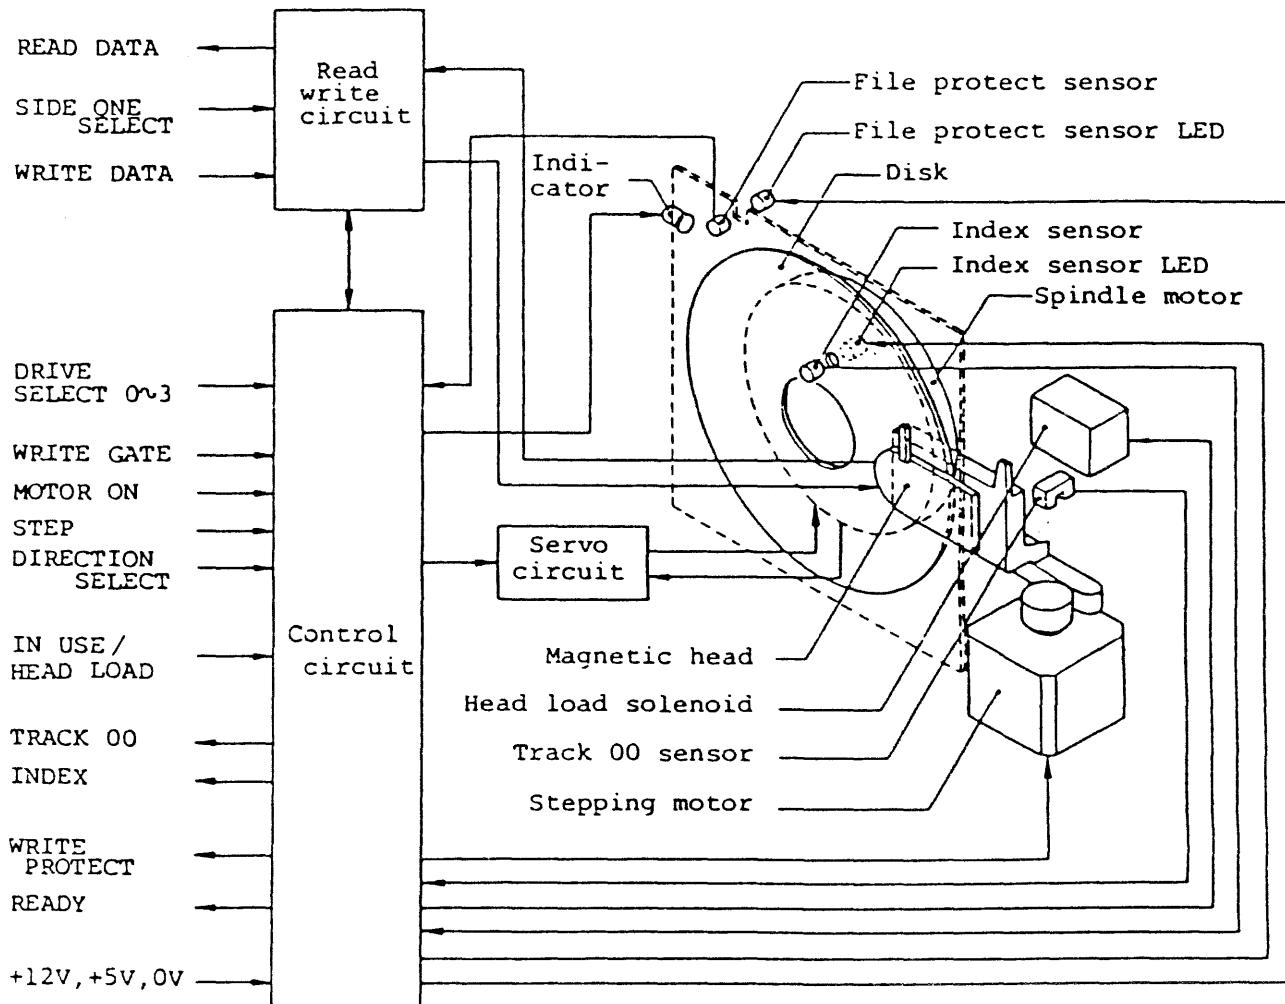 READ DATA
SIDE ONE
SELECT
WRITE DATA
Read
write
circuit
File protect sensor
File protect sensor LED
Indi-
cator
Disk
Index sensor
Index sensor LED
Spindle motor
DRIVE
SELECT 0~3
WRITE GATE
MOTOR ON
STEP
DIRECTION
SELECT
Servo
circuit
IN USE/
HEAD LOAD
Control
circuit
Magnetic head
Head load solenoid
Track 00 sensor
Stepping motor
TRACK 00
INDEX
WRITE
PROTECT
READY
+12V,+5V,0V